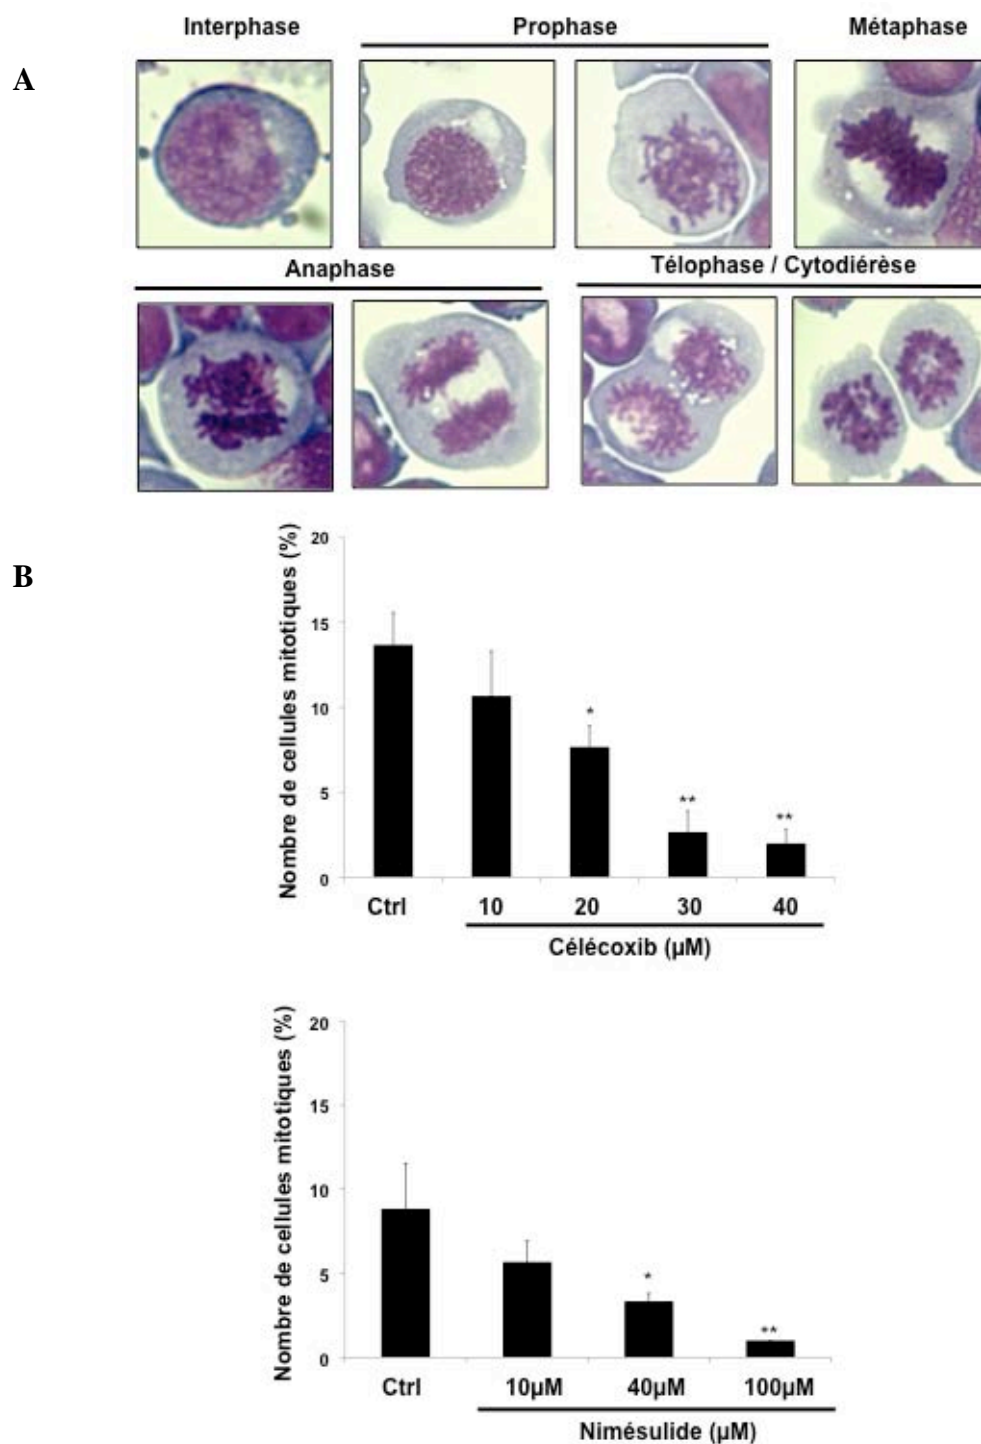 Interphase Prophase Métaphase
A
Anaphase Télophase / Cytodiérèse
B
Nombre de cellules mitotiques (%)
20
15
10
5
0
*
**
**
Ctrl 10 20 30 40
Célécoxib (µM)
Nombre de cellules mitotiques (%)
20
15
10
5
0
*
**
Ctrl 10µM 40µM 100µM
Nimésulide (µM)